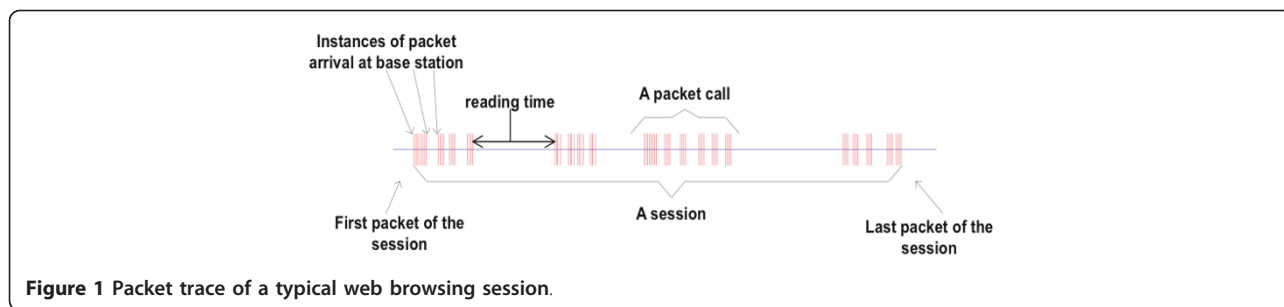 Instances of packet
arrival at base station
reading time
A packet call
First packet of the
session
A session
Last packet of the
session
Figure 1 Packet trace of a typical web browsing session.